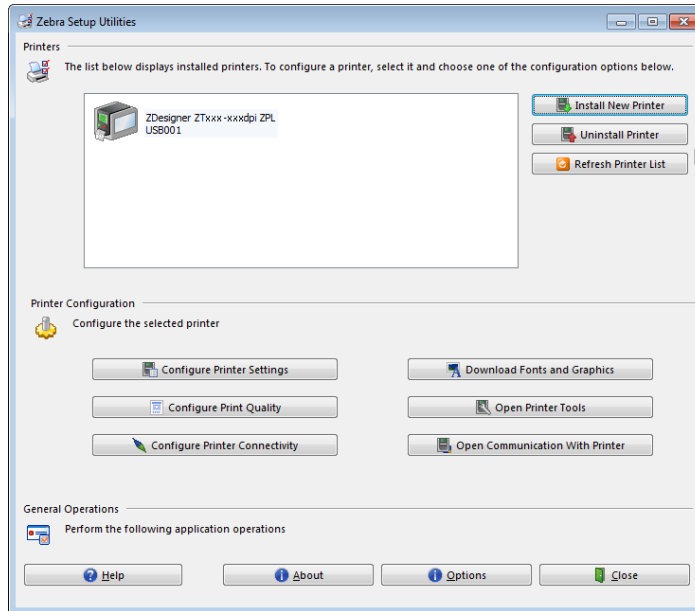 Zebra Setup Utilities
Printers
The list below displays installed printers. To configure a printer, select it and choose one of the configuration options below.
ZDesigner ZTxxx-xxxdpi ZPL
USB001
Install New Printer
Uninstall Printer
Refresh Printer List
Printer Configuration
Configure the selected printer
Configure Printer Settings
Download Fonts and Graphics
Configure Print Quality
Open Printer Tools
Configure Printer Connectivity
Open Communication With Printer
General Operations
Perform the following application operations
Help
About
Options
Close